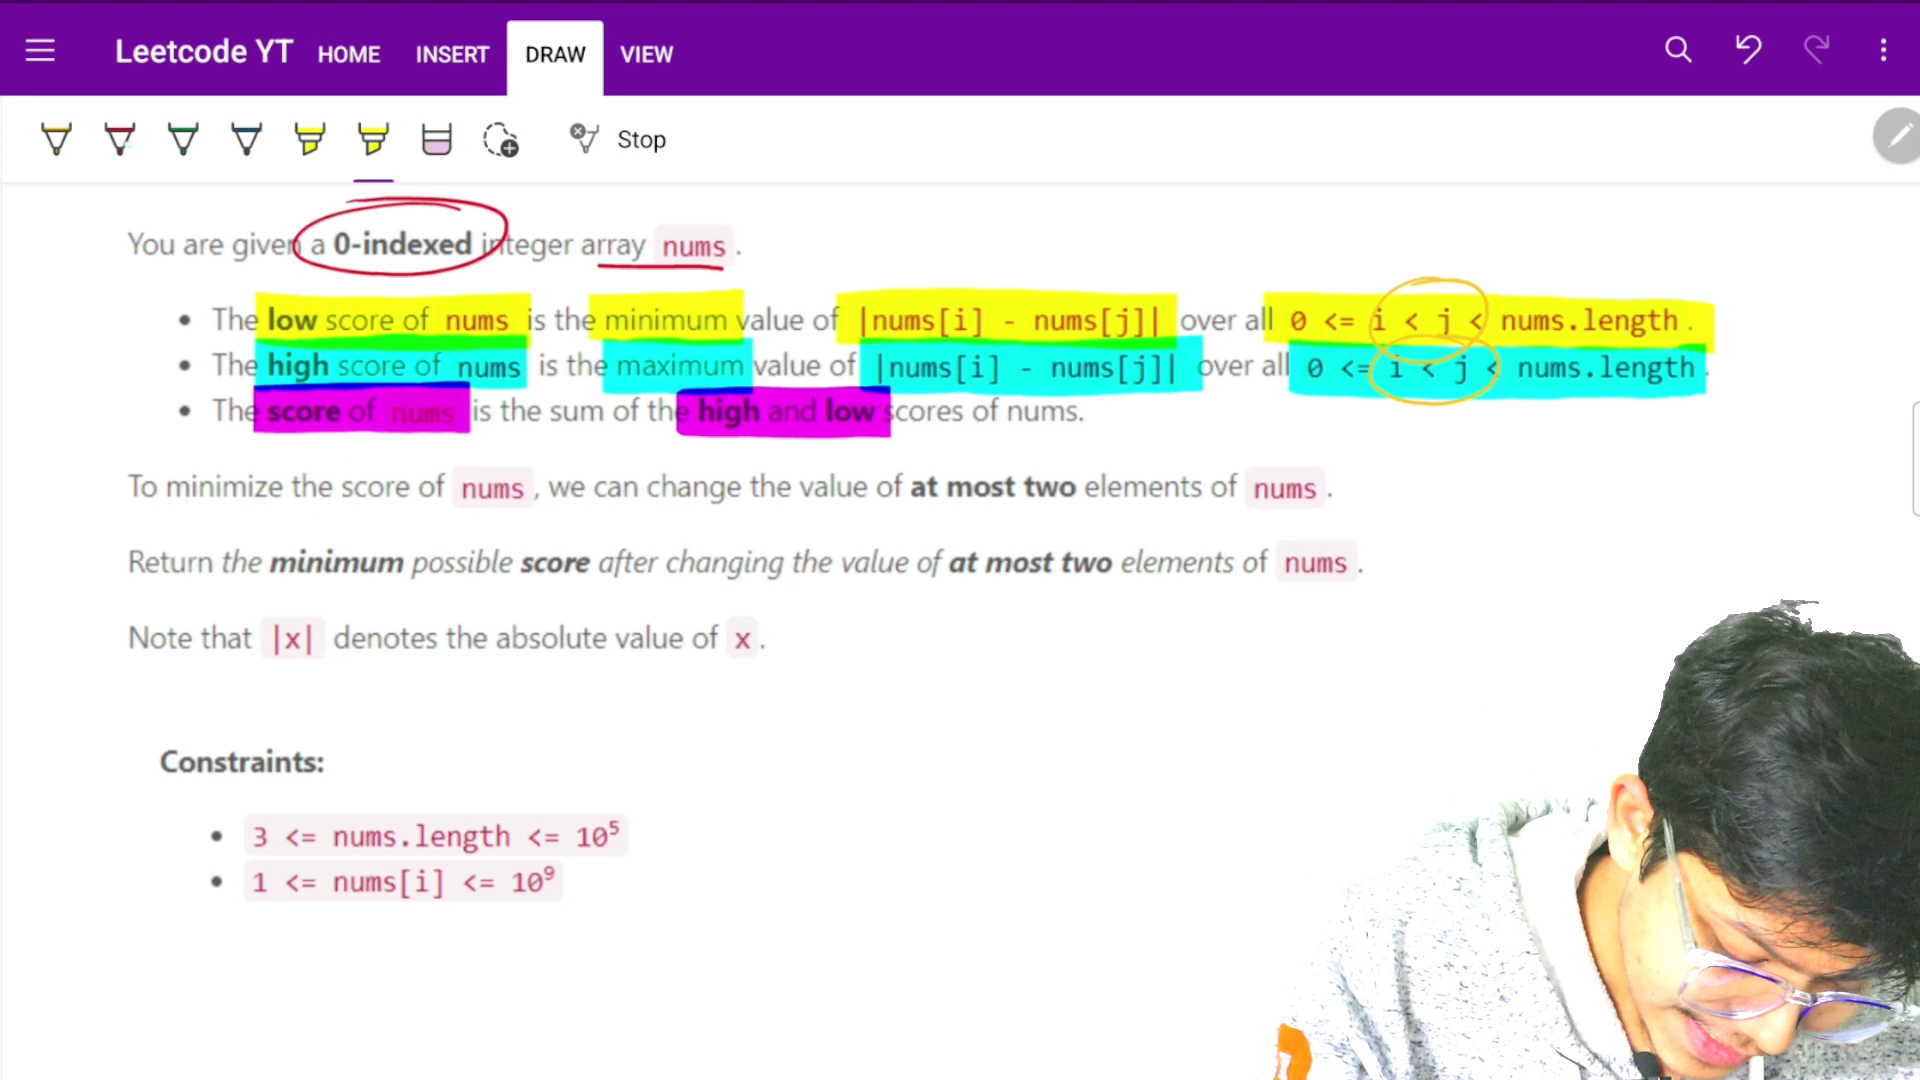 Leetcode YT HOME INSERT DRAW VIEW
Stop
You are given a 0-indexed integer array nums .
• The low score of nums is the minimum value of |nums[i] - nums[j]| over all 0 <= i < j < nums.length .
• The high score of nums is the maximum value of |nums[i] - nums[j]| over all 0 <= i < j < nums.length .
• The score of nums is the sum of the high and low scores of nums.
To minimize the score of nums , we can change the value of at most two elements of nums .
Return the minimum possible score after changing the value of at most two elements of nums .
Note that |x| denotes the absolute value of x .
Constraints:
• 3 <= nums.length <= 10⁵
• 1 <= nums[i] <= 10⁹